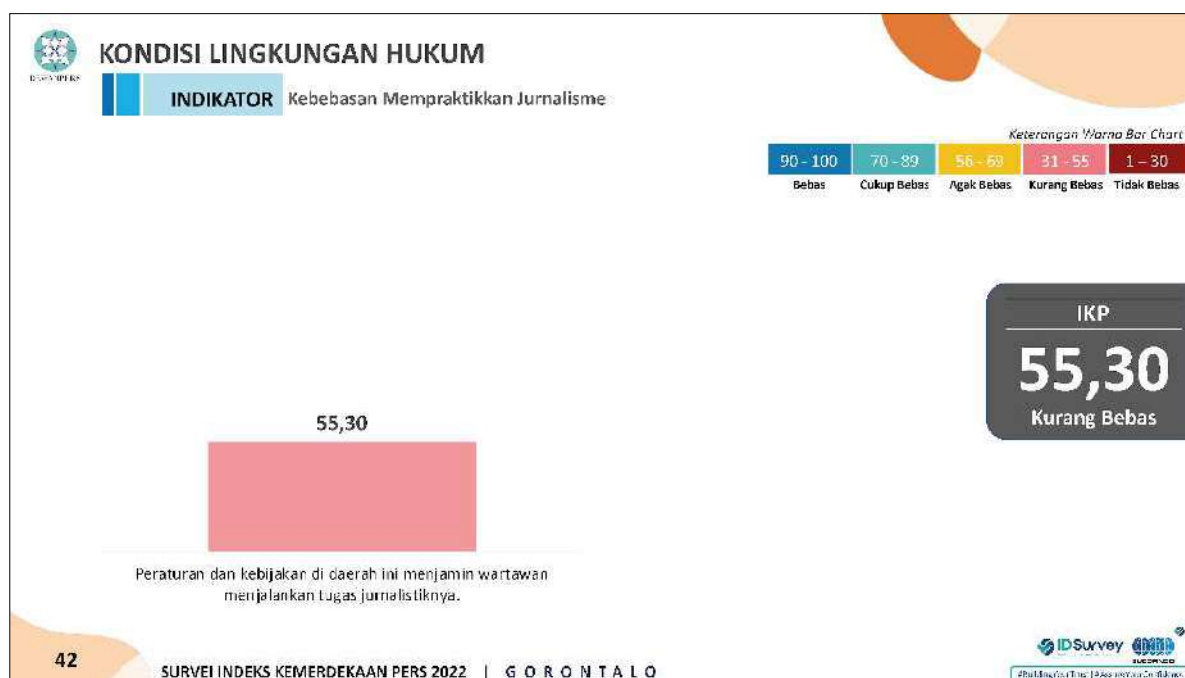 KONDISI LINGKUNGAN HUKUM
INDIKATOR Kebebasan Mempraktikkan Jurnalisme
Keterangan Warna Bar Chart
90 - 100 70 - 89 56 - 69 31 - 55 1 – 30
Bebas Cukup Bebas Agak Bebas Kurang Bebas Tidak Bebas
IKP
55,30
Kurang Bebas
55,30
Peraturan dan kebijakan di daerah ini menjamin wartawan
menjalankan tugas jurnalistiknya.
42
SURVEI INDEKS KEMERDEKAAN PERS 2022 | GORONTALO
IDSurvey